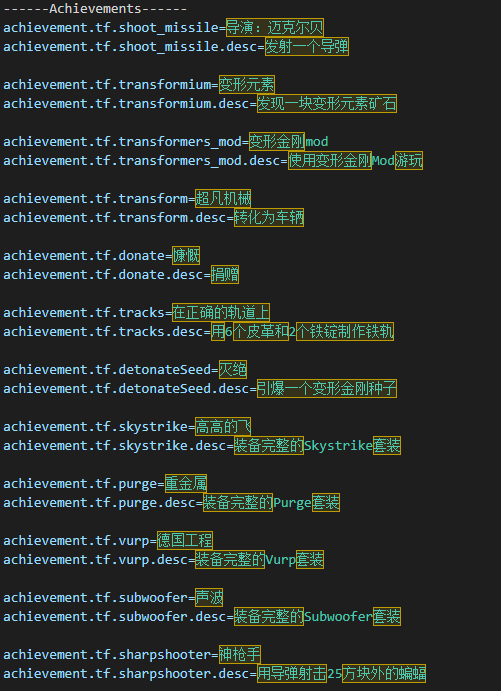 ------Achievements------
achievement.tf.shoot_missile=导演：迈克尔贝
achievement.tf.shoot_missile.desc=发射一个导弹
achievement.tf.transformium=变形元素
achievement.tf.transformium.desc=发现一块变形元素矿石
achievement.tf.transformers_mod=变形金刚mod
achievement.tf.transformers_mod.desc=使用变形金刚Mod游玩
achievement.tf.transform=超凡机械
achievement.tf.transform.desc=转化为车辆
achievement.tf.donate=慷慨
achievement.tf.donate.desc=捐赠
achievement.tf.tracks=在正确的轨道上
achievement.tf.tracks.desc=用6个皮革和2个铁锭制作铁轨
achievement.tf.detonateSeed=灭绝
achievement.tf.detonateSeed.desc=引爆一个变形金刚种子
achievement.tf.skystrike=高高的飞
achievement.tf.skystrike.desc=装备完整的Skystrike套装
achievement.tf.purge=重金属
achievement.tf.purge.desc=装备完整的Purge套装
achievement.tf.vurp=德国工程
achievement.tf.vurp.desc=装备完整的Vurp套装
achievement.tf.subwoofer=声波
achievement.tf.subwoofer.desc=装备完整的Subwoofer套装
achievement.tf.sharpshooter=神枪手
achievement.tf.sharpshooter.desc=用导弹射击25方块外的蝙蝠